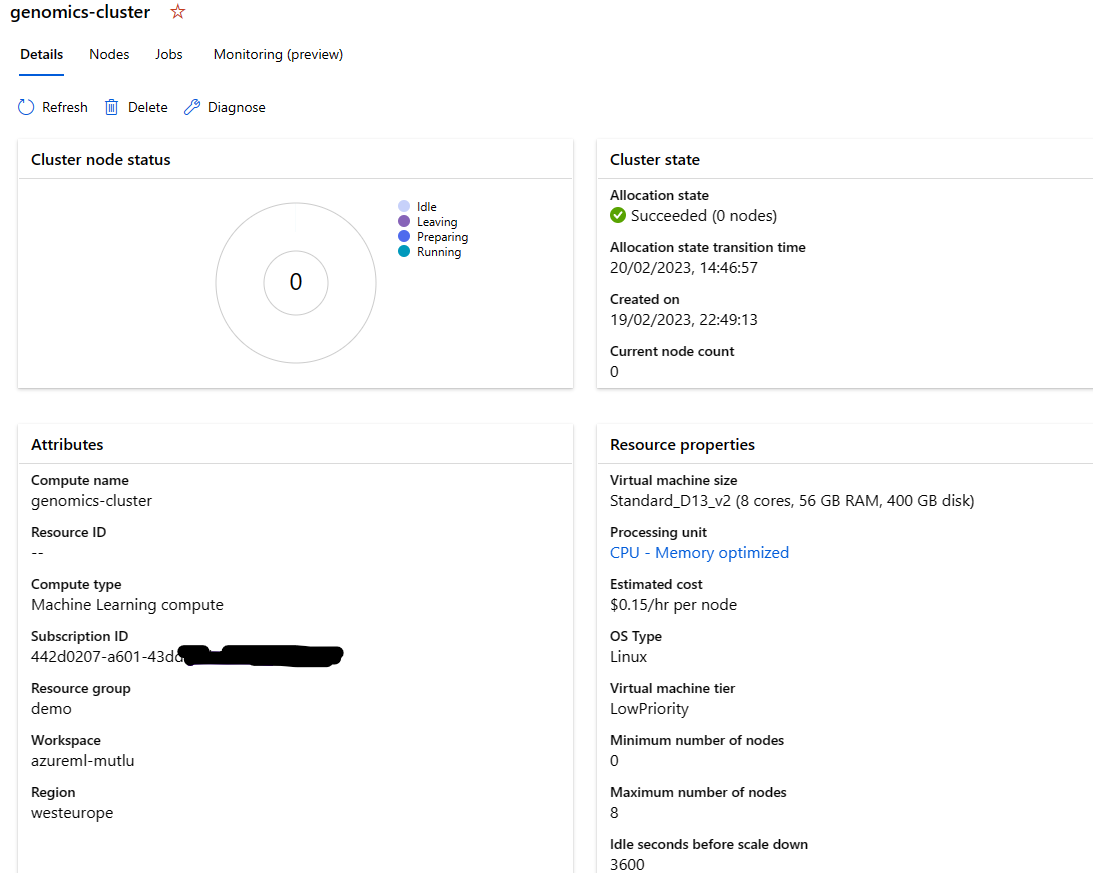 genomics-cluster
Details Nodes Jobs Monitoring (preview)
Refresh Delete Diagnose
Cluster node status
0
Idle
Leaving
Preparing
Running
Cluster state
Allocation state
Succeeded (0 nodes)
Allocation state transition time
20/02/2023, 14:46:57
Created on
19/02/2023, 22:49:13
Current node count
0
Attributes
Compute name
genomics-cluster
Resource ID
--
Compute type
Machine Learning compute
Subscription ID
442d0207-a601-43dd
Resource group
demo
Workspace
azureml-mutlu
Region
westeurope
Resource properties
Virtual machine size
Standard_D13_v2 (8 cores, 56 GB RAM, 400 GB disk)
Processing unit
CPU - Memory optimized
Estimated cost
$0.15/hr per node
OS Type
Linux
Virtual machine tier
LowPriority
Minimum number of nodes
0
Maximum number of nodes
8
Idle seconds before scale down
3600